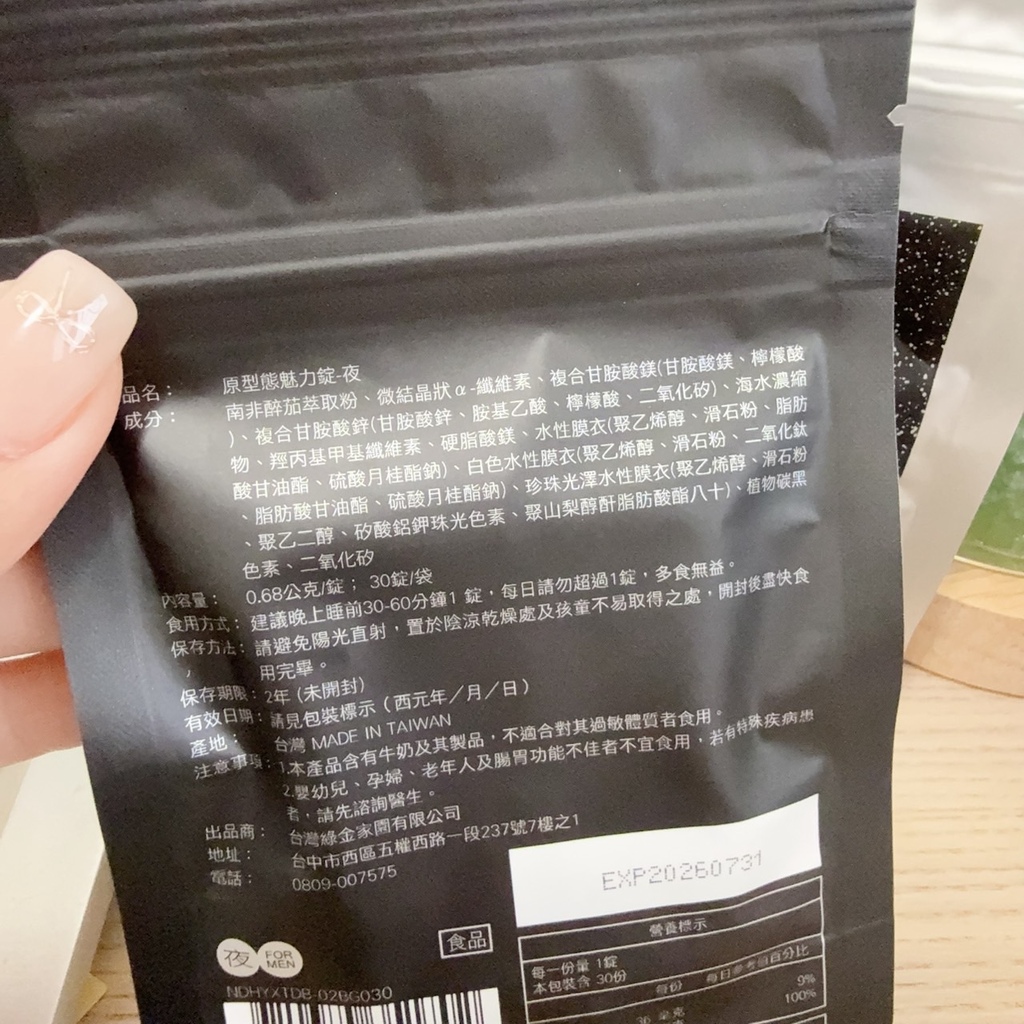 品名： 原型態魅力錠-夜
成分： 南非醉茄萃取粉、微結晶狀α-纖維素、複合甘胺酸鎂(甘胺酸鎂、檸檬酸
)、複合甘胺酸鋅(甘胺酸鋅、胺基乙酸、檸檬酸、二氧化矽)、海水濃縮
物、羥丙基甲基纖維素、硬脂酸鎂、水性膜衣(聚乙烯醇、滑石粉、脂肪
酸甘油酯、硫酸月桂酯鈉)、白色水性膜衣(聚乙烯醇、滑石粉、二氧化鈦
、脂肪酸甘油酯、硫酸月桂酯鈉)、珍珠光澤水性膜衣(聚乙烯醇、滑石粉
、聚乙二醇、矽酸鋁鉀珠光色素、聚山梨醇酐脂肪酸酯八十)、植物碳黑
色素、二氧化矽
內容量： 0.68公克/錠； 30錠/袋
食用方式： 建議晚上睡前30-60分鐘1 錠，每日請勿超過1錠，多食無益。
保存方法： 請避免陽光直射，置於陰涼乾燥處及孩童不易取得之處，開封後盡快食
用完畢。
保存期限： 2年 (未開封)
有效日期： 請見包裝標示（西元年／月／日）
產地： 台灣 MADE IN TAIWAN
注意事項： 1.本產品含有牛奶及其製品，不適合對其過敏體質者食用。
2.嬰幼兒、孕婦、老年人及腸胃功能不佳者不宜食用，若有特殊疾病患
者，請先諮詢醫生。
出品商： 台灣綠金家園有限公司
地址： 台中市西區五權西路一段237號7樓之1
電話： 0809-007575
EXP20260731
食品
夜 FOR MEN
NDHYXTDB-02BG030
營養標示
每一份量 1錠
本包裝含 30份
每份 每日參考值百分比
36 毫克 9%
100%